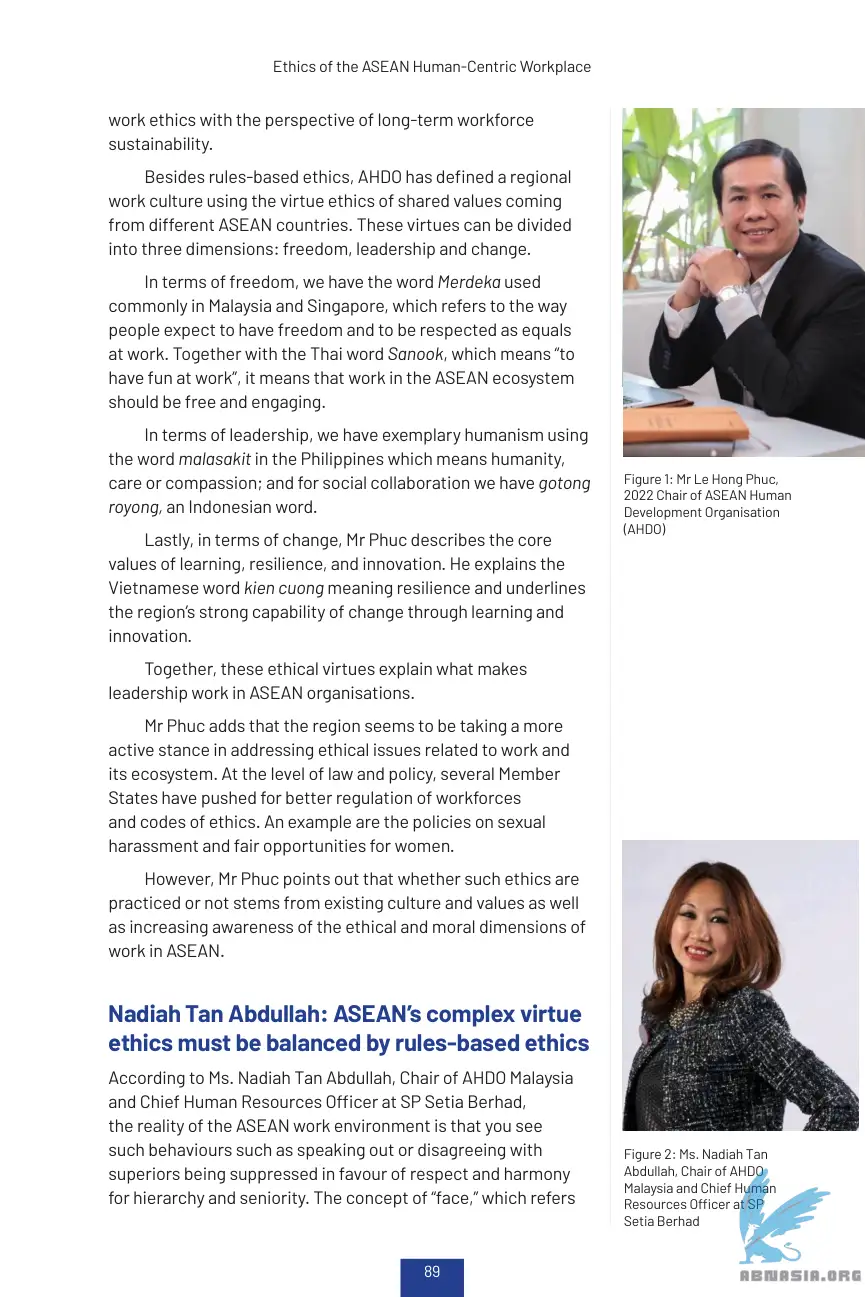 Ethics of the ASEAN Human-Centric Workplace
work ethics with the perspective of long-term workforce
sustainability.
Besides rules-based ethics, AHDO has defined a regional
work culture using the virtue ethics of shared values coming
from different ASEAN countries. These virtues can be divided
into three dimensions: freedom, leadership and change.
In terms of freedom, we have the word Merdeka used
commonly in Malaysia and Singapore, which refers to the way
people expect to have freedom and to be respected as equals
at work. Together with the Thai word Sanook, which means “to
have fun at work”, it means that work in the ASEAN ecosystem
should be free and engaging.
In terms of leadership, we have exemplary humanism using
the word malasakit in the Philippines which means humanity,
care or compassion; and for social collaboration we have gotong
royong, an Indonesian word.
Lastly, in terms of change, Mr Phuc describes the core
values of learning, resilience, and innovation. He explains the
Vietnamese word kien cuong meaning resilience and underlines
the region’s strong capability of change through learning and
innovation.
Together, these ethical virtues explain what makes
leadership work in ASEAN organisations.
Mr Phuc adds that the region seems to be taking a more
active stance in addressing ethical issues related to work and
its ecosystem. At the level of law and policy, several Member
States have pushed for better regulation of workforces
and codes of ethics. An example are the policies on sexual
harassment and fair opportunities for women.
However, Mr Phuc points out that whether such ethics are
practiced or not stems from existing culture and values as well
as increasing awareness of the ethical and moral dimensions of
work in ASEAN.
Nadiah Tan Abdullah: ASEAN’s complex virtue
ethics must be balanced by rules-based ethics
According to Ms. Nadiah Tan Abdullah, Chair of AHDO Malaysia
and Chief Human Resources Officer at SP Setia Berhad,
the reality of the ASEAN work environment is that you see
such behaviours such as speaking out or disagreeing with
superiors being suppressed in favour of respect and harmony
for hierarchy and seniority. The concept of “face,” which refers
Figure 1: Mr Le Hong Phuc,
2022 Chair of ASEAN Human
Development Organisation
(AHDO)
Figure 2: Ms. Nadiah Tan
Abdullah, Chair of AHDO
Malaysia and Chief Human
Resources Officer at SP
Setia Berhad
89
ABNASIA.ORG